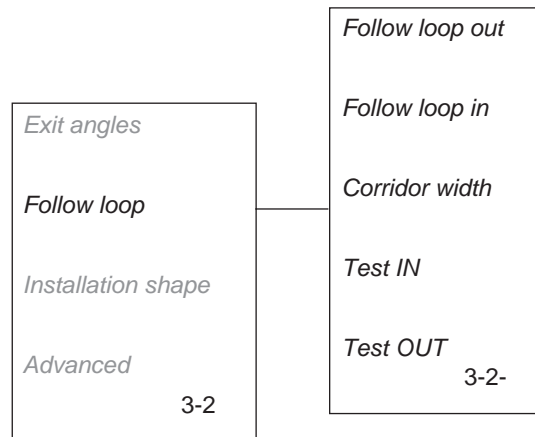 Exit angles
Follow loop
Installation shape
Advanced
3-2
Follow loop out
Follow loop in
Corridor width
Test IN
Test OUT
3-2-